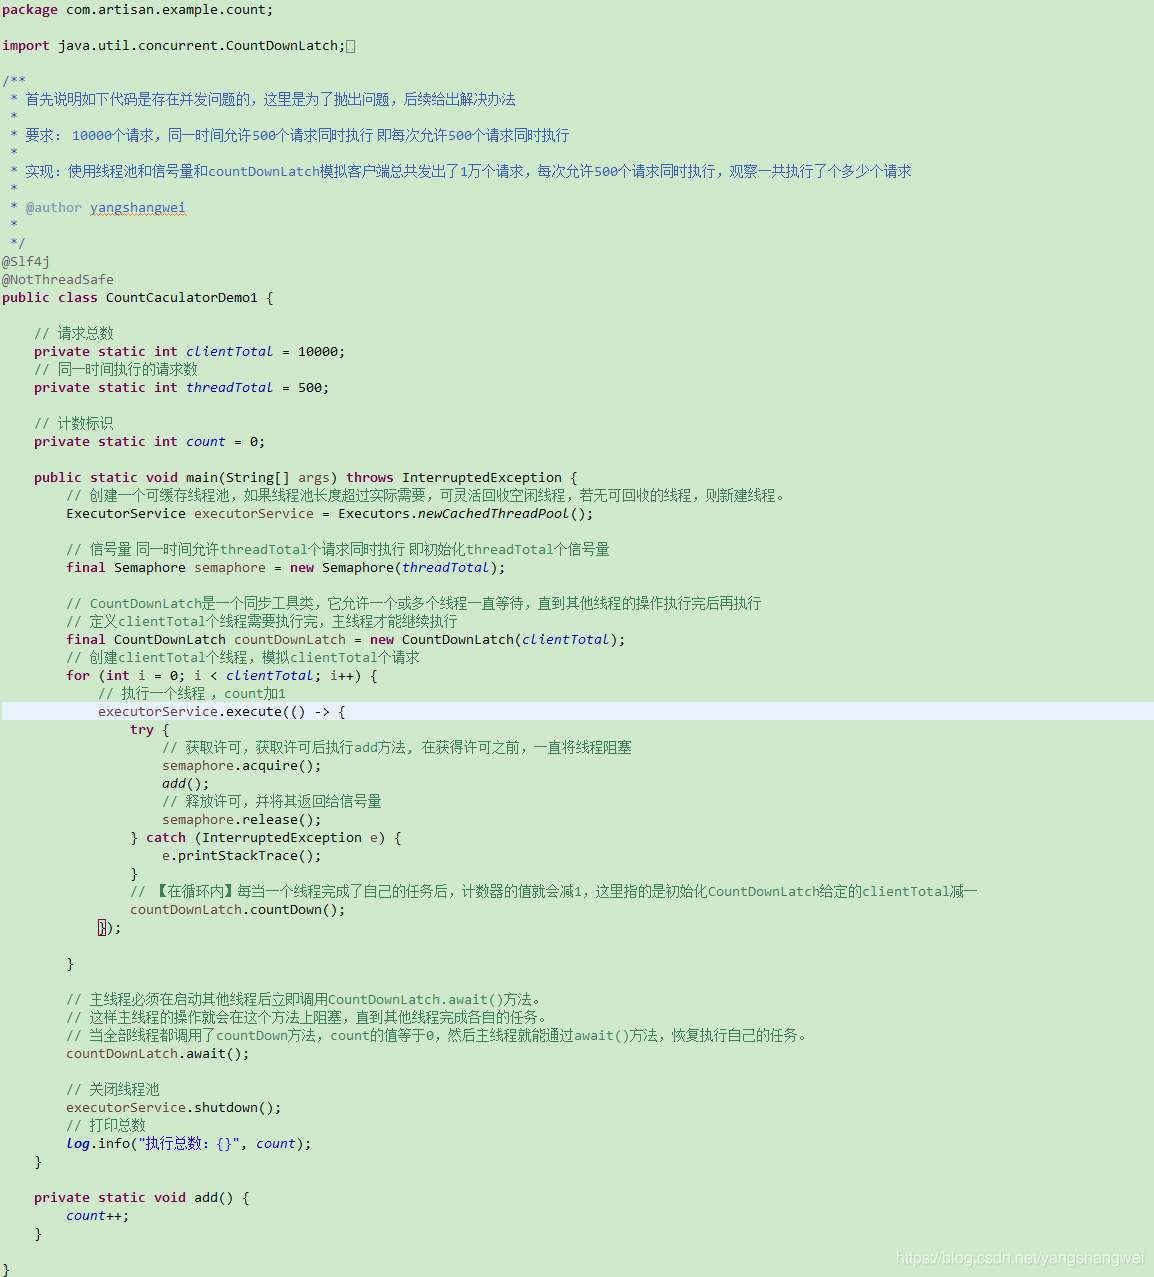 package com.artisan.example.count;
import java.util.concurrent.CountDownLatch;
/**
* 首先说明如下代码是存在并发问题的，这里是为了抛出问题，后续给出解决办法
*
* 要求： 10000个请求，同一时间允许500个请求同时执行 即每次允许500个请求同时执行
*
* 实现：使用线程池和信号量和countDownLatch模拟客户端总共发出了1万个请求，每次允许500个请求同时执行，观察一共执行了个多少个请求
*
* @author yangshangwei
*
*/
@Slf4j
@NotThreadSafe
public class CountCaculatorDemo1 {
// 请求总数
private static int clientTotal = 10000;
// 同一时间执行的请求数
private static int threadTotal = 500;
// 计数标识
private static int count = 0;
public static void main(String[] args) throws InterruptedException {
// 创建一个可缓存线程池，如果线程池长度超过实际需要，可灵活回收空闲线程，若无可回收的线程，则新建线程。
ExecutorService executorService = Executors.newCachedThreadPool();
// 信号量 同一时间允许threadTotal个请求同时执行 即初始化threadTotal个信号量
final Semaphore semaphore = new Semaphore(threadTotal);
// CountDownLatch是一个同步工具类，它允许一个或多个线程一直等待，直到其他线程的操作执行完后再执行
// 定义clientTotal个线程需要执行完，主线程才能继续执行
final CountDownLatch countDownLatch = new CountDownLatch(clientTotal);
// 创建clientTotal个线程，模拟clientTotal个请求
for (int i = 0; i < clientTotal; i++) {
// 执行一个线程 ，count加1
executorService.execute(() -> {
try {
// 获取许可，获取许可后执行add方法, 在获得许可之前，一直将线程阻塞
semaphore.acquire();
add();
// 释放许可，并将其返回给信号量
semaphore.release();
} catch (InterruptedException e) {
e.printStackTrace();
}
// 【在循环内】每当一个线程完成了自己的任务后，计数器的值就会减1，这里指的是初始化CountDownLatch给定的clientTotal减一
countDownLatch.countDown();
});
}
// 主线程必须在启动其他线程后立即调用CountDownLatch.await()方法。
// 这样主线程的操作就会在这个方法上阻塞，直到其他线程完成各自的任务。
// 当全部线程都调用了countDown方法，count的值等于0，然后主线程就能通过await()方法，恢复执行自己的任务。
countDownLatch.await();
// 关闭线程池
executorService.shutdown();
// 打印总数
log.info("执行总数：{}", count);
}
private static void add() {
count++;
}
https://blog.csdn.net/yangshangwei
}